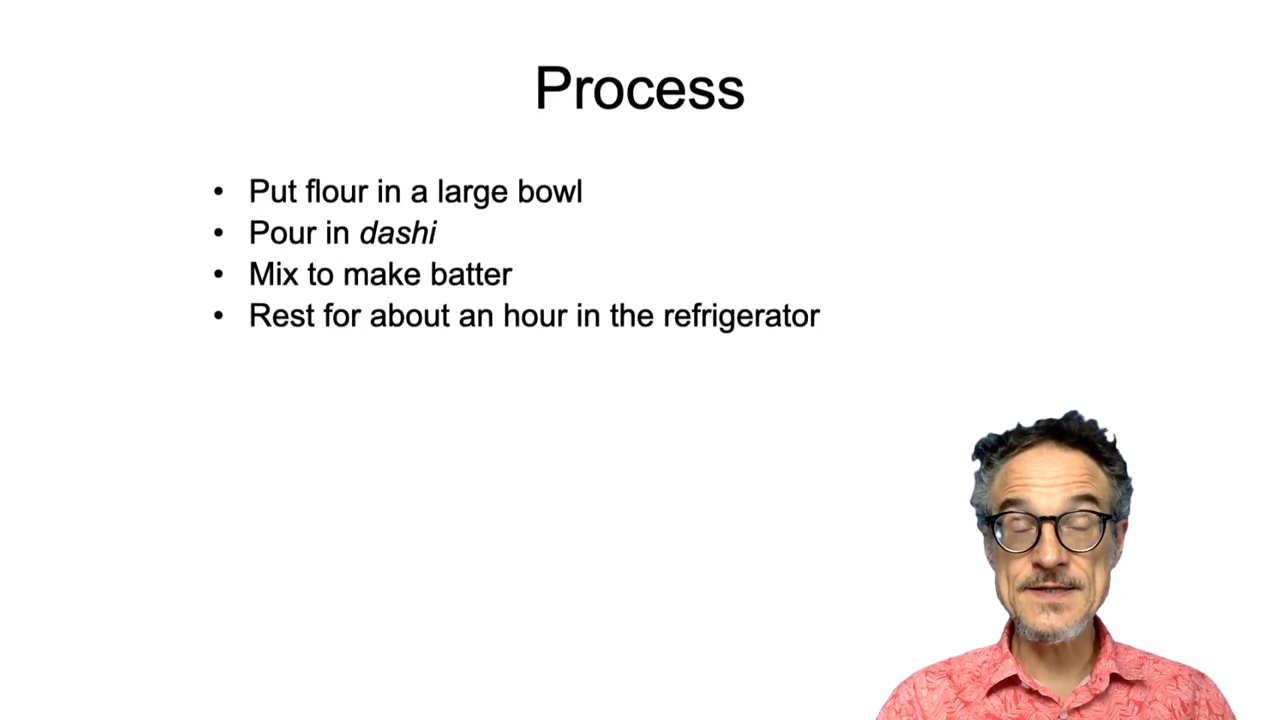 Process
• Put flour in a large bowl
• Pour in dashi
• Mix to make batter
• Rest for about an hour in the refrigerator